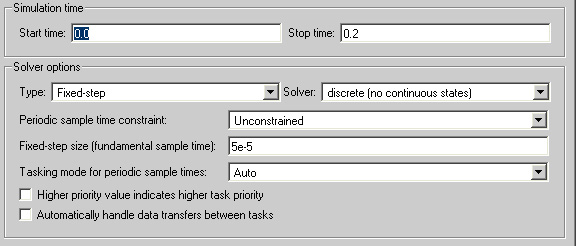 Simulation time
Start time: 0.0 Stop time: 0.2
Solver options
Type: Fixed-step Solver: discrete (no continuous states)
Periodic sample time constraint: Unconstrained
Fixed-step size (fundamental sample time): 5e-5
Tasking mode for periodic sample times: Auto
Higher priority value indicates higher task priority
Automatically handle data transfers between tasks